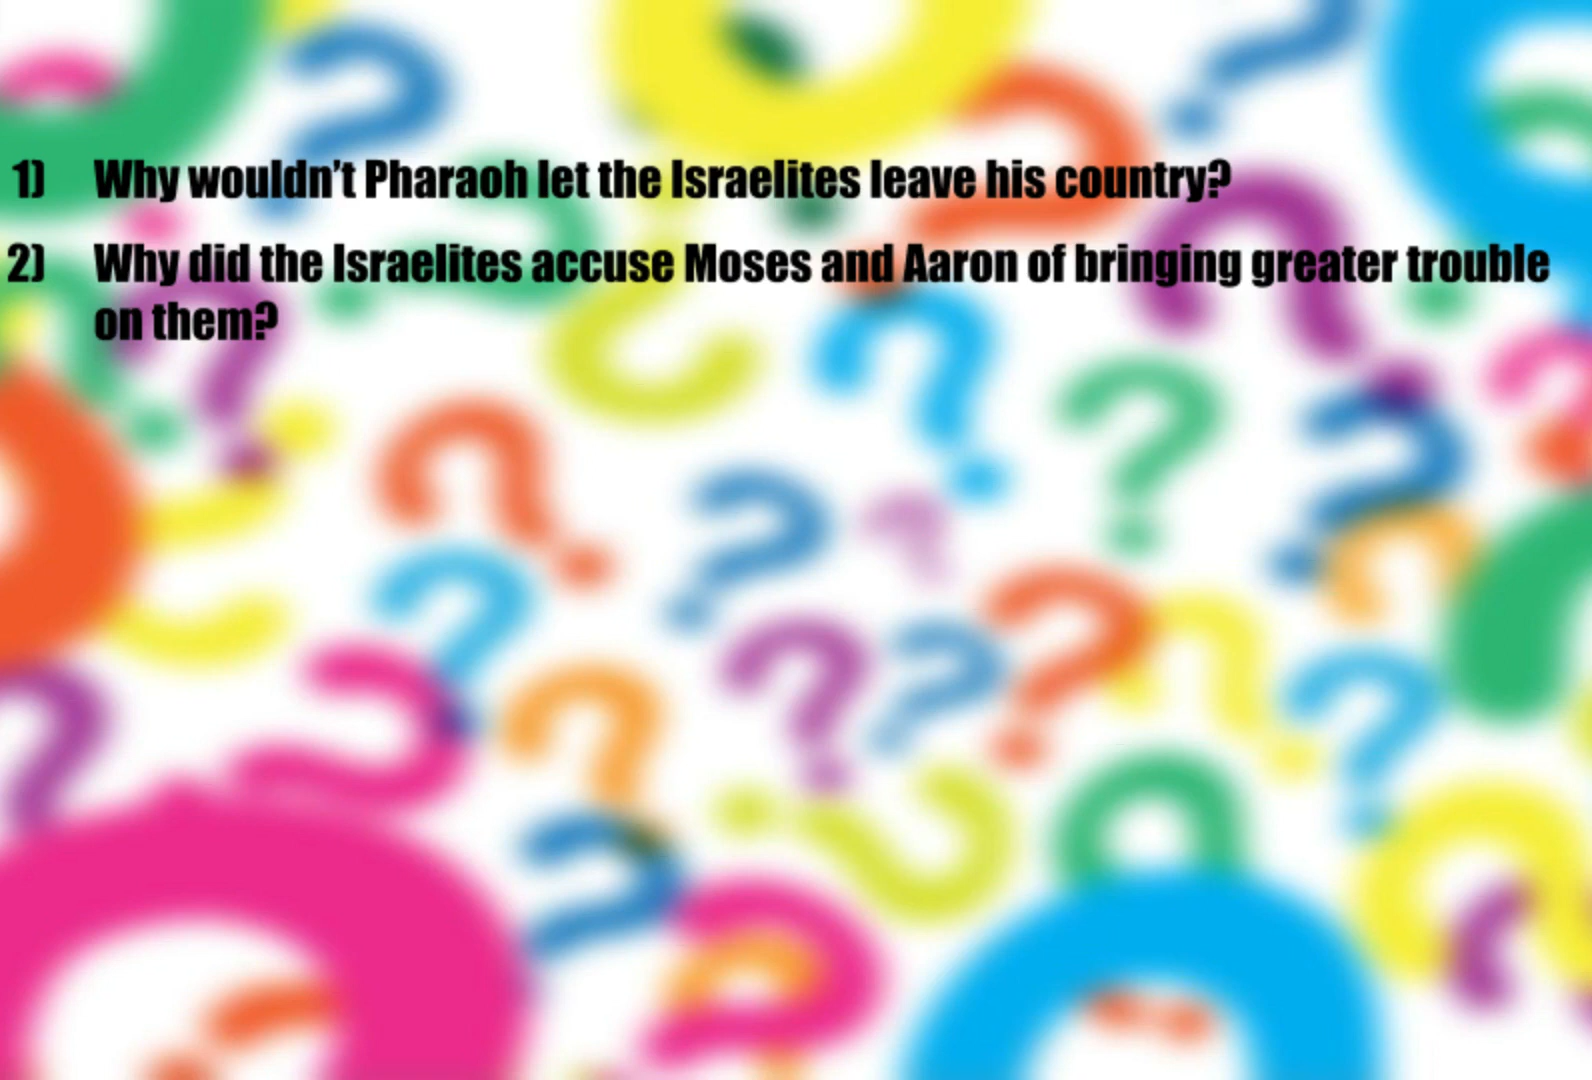 1) Why wouldn’t Pharaoh let the Israelites leave his country?
2) Why did the Israelites accuse Moses and Aaron of bringing greater trouble
on them?